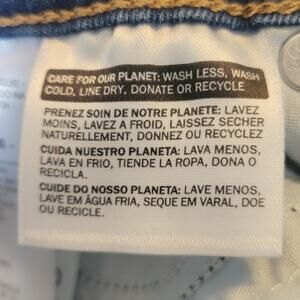 CARE FOR OUR PLANET: WASH LESS, WASH
COLD, LINE DRY, DONATE OR RECYCLE
PRENEZ SOIN DE NOTRE PLANETE: LAVEZ
MOINS, LAVEZ A FROID, LAISSEZ SECHER
NATURELLEMENT, DONNEZ OU RECYCLEZ
CUIDA NUESTRO PLANETA: LAVA MENOS,
LAVA EN FRIO, TIENDE LA ROPA, DONA O
RECICLA.
CUIDE DO NOSSO PLANETA: LAVE MENOS,
LAVE EM ÁGUA FRIA, SEQUE EM VARAL, DOE
OU RECICLE.